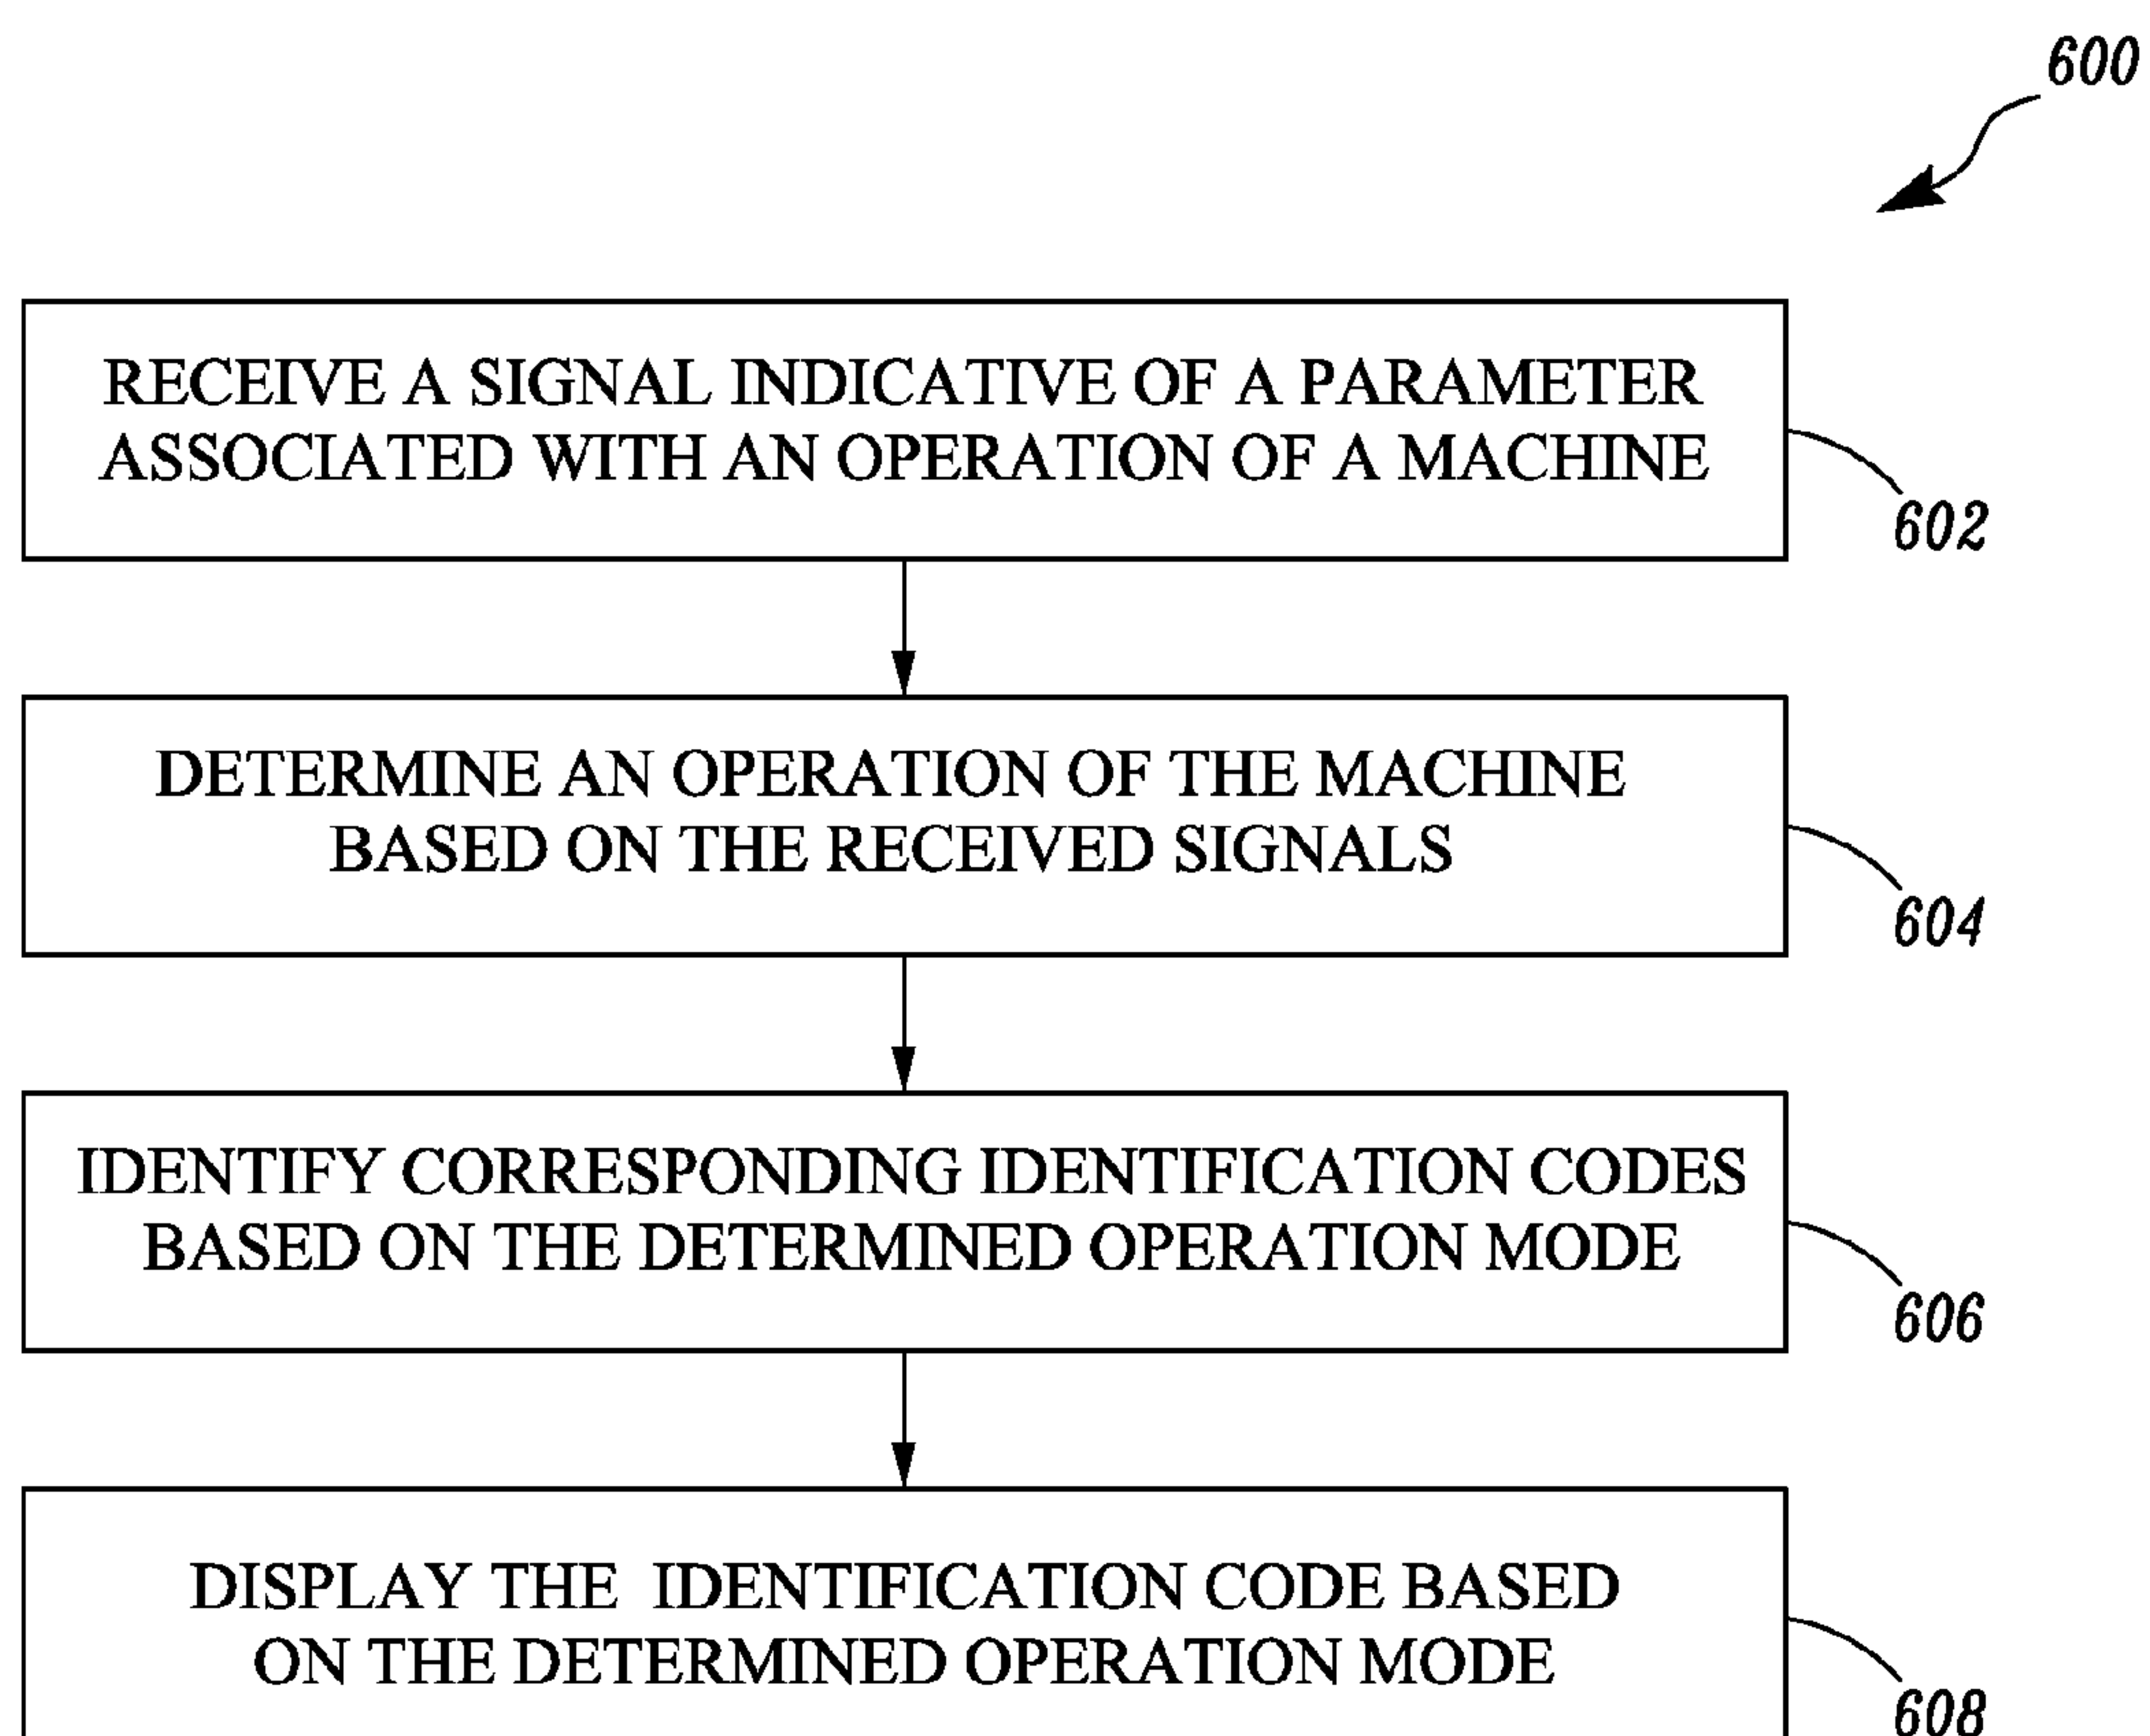 600
RECEIVE A SIGNAL INDICATIVE OF A PARAMETER
ASSOCIATED WITH AN OPERATION OF A MACHINE
602
DETERMINE AN OPERATION OF THE MACHINE
BASED ON THE RECEIVED SIGNALS
604
IDENTIFY CORRESPONDING IDENTIFICATION CODES
BASED ON THE DETERMINED OPERATION MODE
606
DISPLAY THE IDENTIFICATION CODE BASED
ON THE DETERMINED OPERATION MODE
608